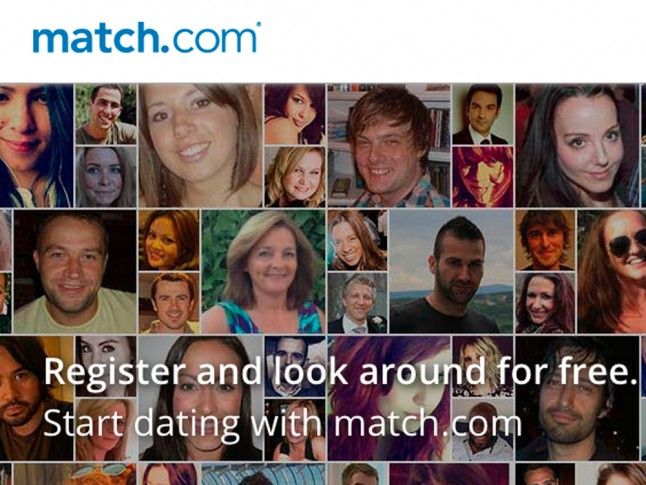 match.com
Register and look around for free.
Start dating with match.com